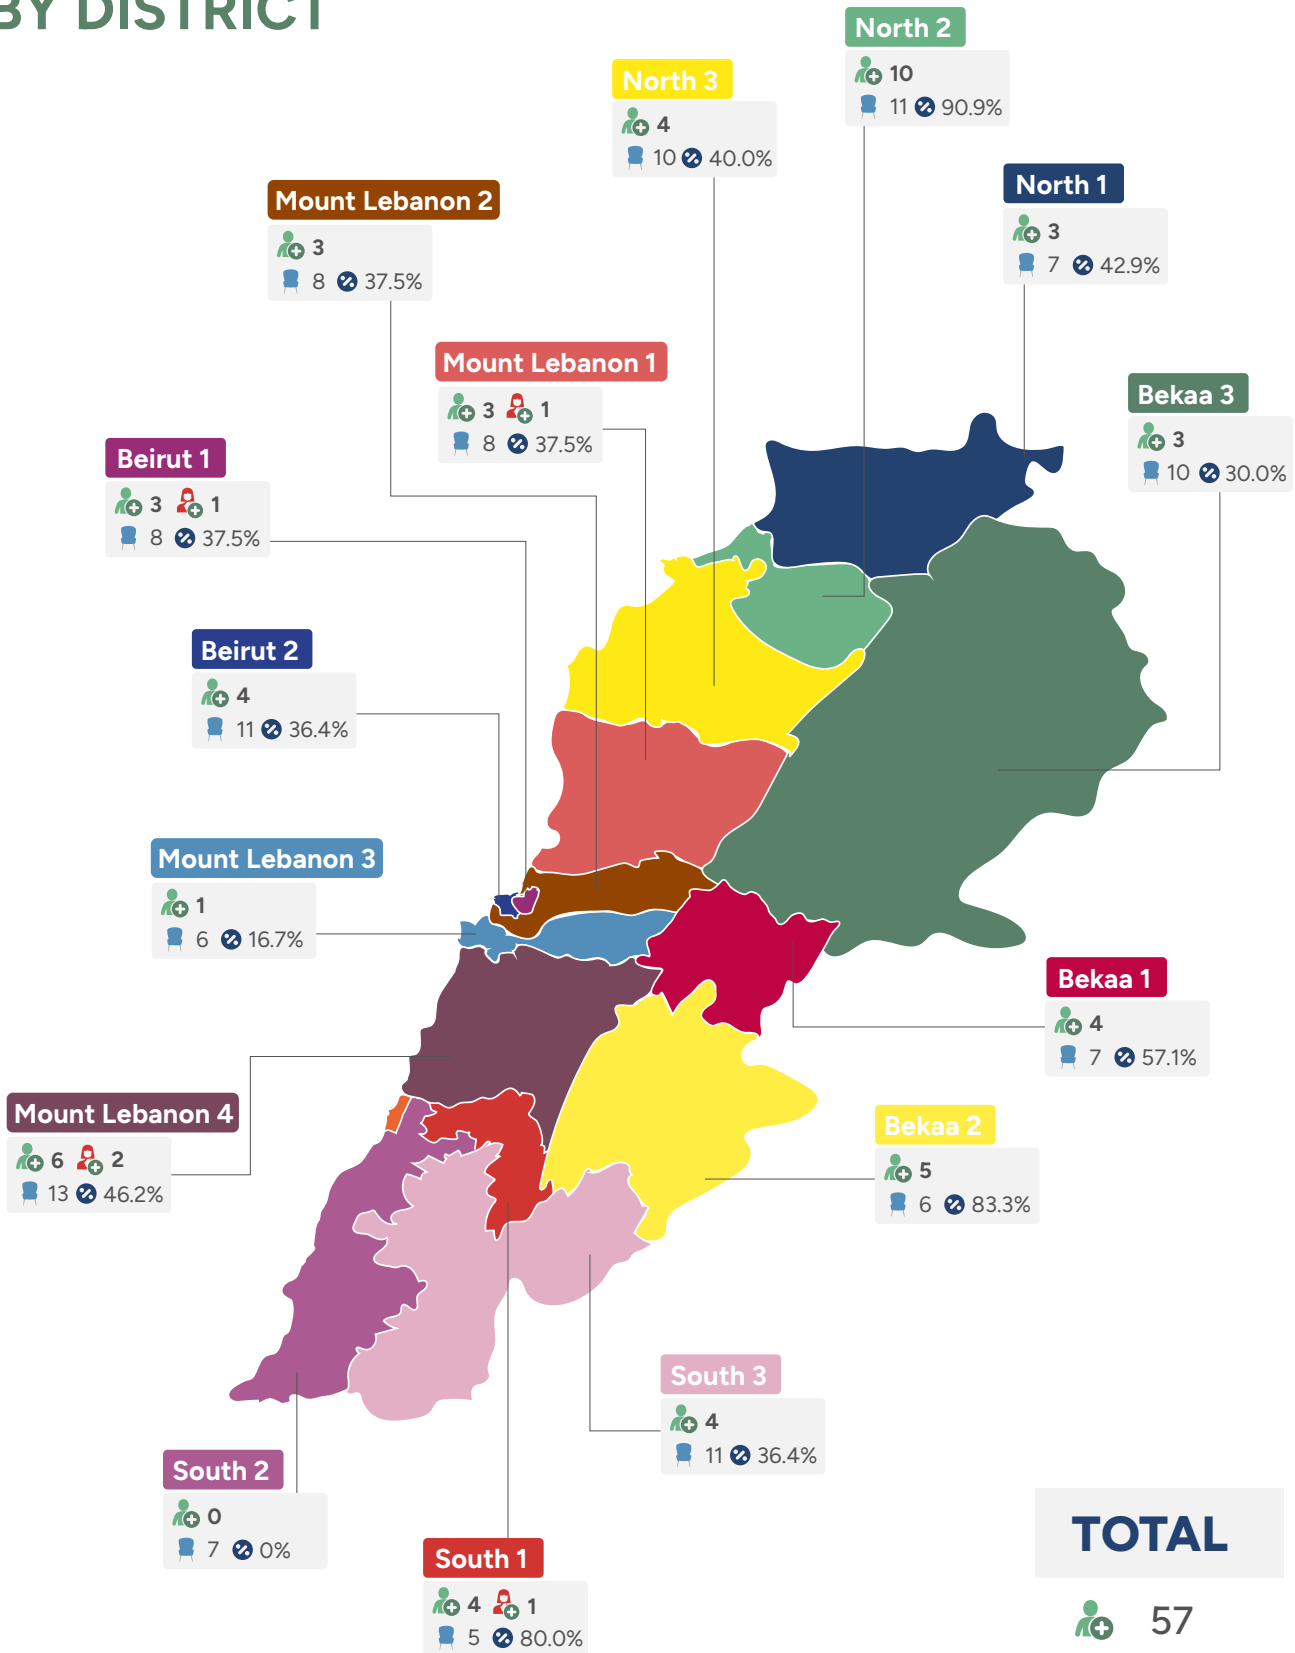 BY DISTRICT
North 2
10
11 90.9%
North 3
4
10 40.0%
North 1
3
7 42.9%
Mount Lebanon 2
3
8 37.5%
Mount Lebanon 1
3 1
8 37.5%
Bekaa 3
3
10 30.0%
Beirut 1
3 1
8 37.5%
Beirut 2
4
11 36.4%
Mount Lebanon 3
1
6 16.7%
Bekaa 1
4
7 57.1%
Mount Lebanon 4
6 2
13 46.2%
Bekaa 2
5
6 83.3%
South 3
4
11 36.4%
South 2
0
7 0%
South 1
4 1
5 80.0%
TOTAL
57